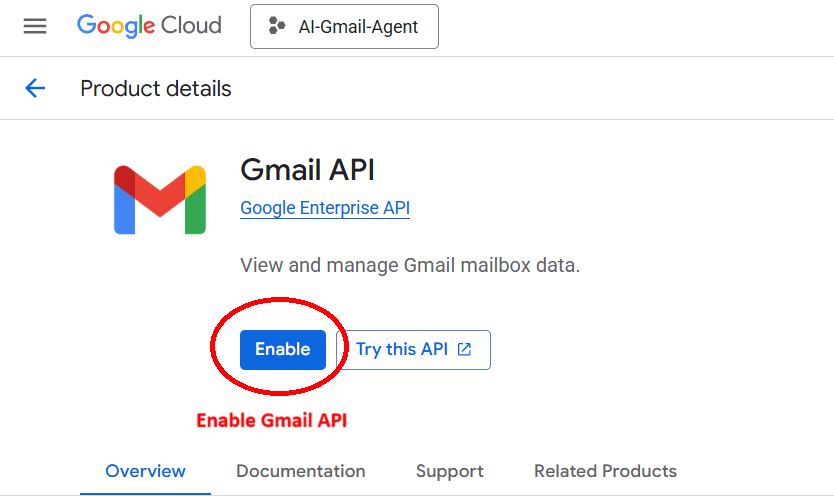 Google Cloud AI-Gmail-Agent
Product details
Gmail API
Google Enterprise API
View and manage Gmail mailbox data.
Enable Try this API
Enable Gmail API
Overview Documentation Support Related Products